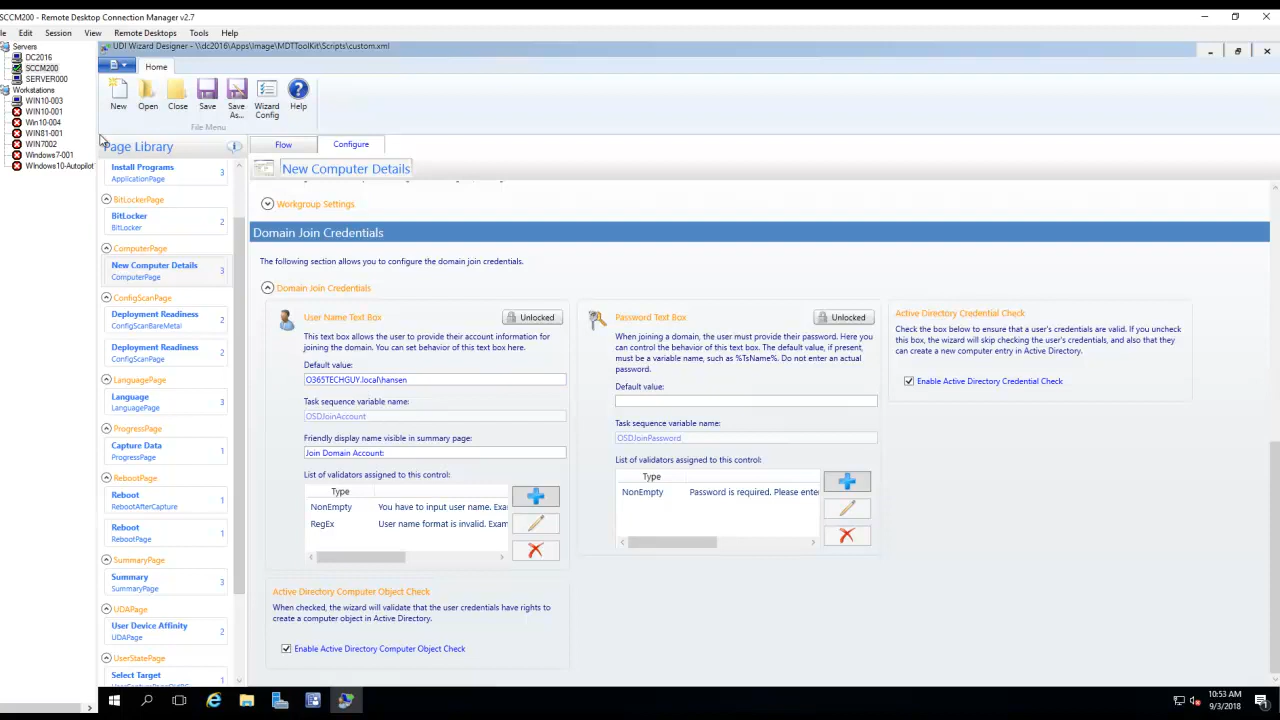 SCCM200 - Remote Desktop Connection Manager v2.7
le Edit Session View Remote Desktops Tools Help
Servers
DC2016
SCCM200
SERVER000
Workstations
WIN10-003
WIN10-001
Win10-004
WIN81-001
WIN7002
Windows7-001
WIndows10-Autopilot
UDI Wizard Designer - \\dc2016\Apps\Image\MDTToolKit\Scripts\custom.xml
Home
New
Open
Close
Save
Save As...
Wizard Config
Help
File Menu
Page Library
Install Programs 3
ApplicationPage
BitLockerPage
BitLocker 2
BitLocker
ComputerPage
New Computer Details 3
ComputerPage
ConfigScanPage
Deployment Readiness 2
ConfigScanBareMetal
Deployment Readiness 2
ConfigScanPage
LanguagePage
Language 3
LanguagePage
ProgressPage
Capture Data 1
ProgressPage
RebootPage
Reboot 1
RebootAfterCapture
Reboot 1
RebootPage
SummaryPage
Summary 3
SummaryPage
UDAPage
User Device Affinity 2
UDAPage
UserStatePage
Select Target 1
Flow Configure
New Computer Details
Workgroup Settings
Domain Join Credentials
The following section allows you to configure the domain join credentials.
Domain Join Credentials
User Name Text Box Unlocked
This text box allows the user to provide their account information for
joining the domain. You can set behavior of this text box here.
Default value:
O365TECHGUY.local\hansen
Task sequence variable name:
OSDJoinAccount
Friendly display name visible in summary page:
Join Domain Account:
List of validators assigned to this control:
Type
NonEmpty You have to input user name. Exa
RegEx User name format is invalid. Exam
Active Directory Computer Object Check
When checked, the wizard will validate that the user credentials have rights to
create a computer object in Active Directory.
Enable Active Directory Computer Object Check
Password Text Box Unlocked
When joining a domain, the user must provide their password. Here you
can control the behavior of this text box. The default value, if present,
must be a variable name, such as %TsName%. Do not enter an actual
password.
Default value:
Task sequence variable name:
OSDJoinPassword
List of validators assigned to this control:
Type
NonEmpty Password is required. Please ente
Active Directory Credential Check
Check the box below to ensure that a user's credentials are valid. If you uncheck
this box, the wizard will skip checking the user's credentials, and also that they
can create a new computer entry in Active Directory.
Enable Active Directory Credential Check
10:53 AM
9/3/2018